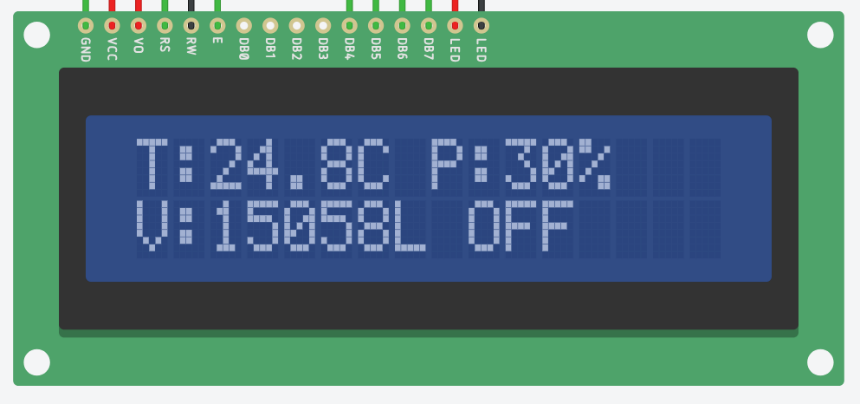 GND VCC VO RS RW E DB0 DB1 DB2 DB3 DB4 DB5 DB6 DB7 LED LED
T:24.8C P:30%
V:15058L OFF